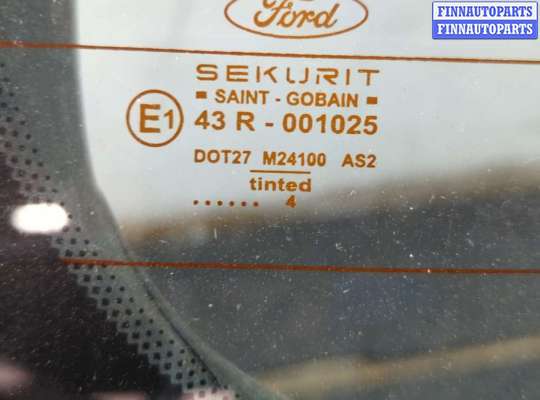 FINNAUTOPARTS
FINNAUTOPARTS
Ford
SEKURIT
SAINT - GOBAIN
E1 43 R - 001025
DOT27 M24100 AS2
tinted
...... 4